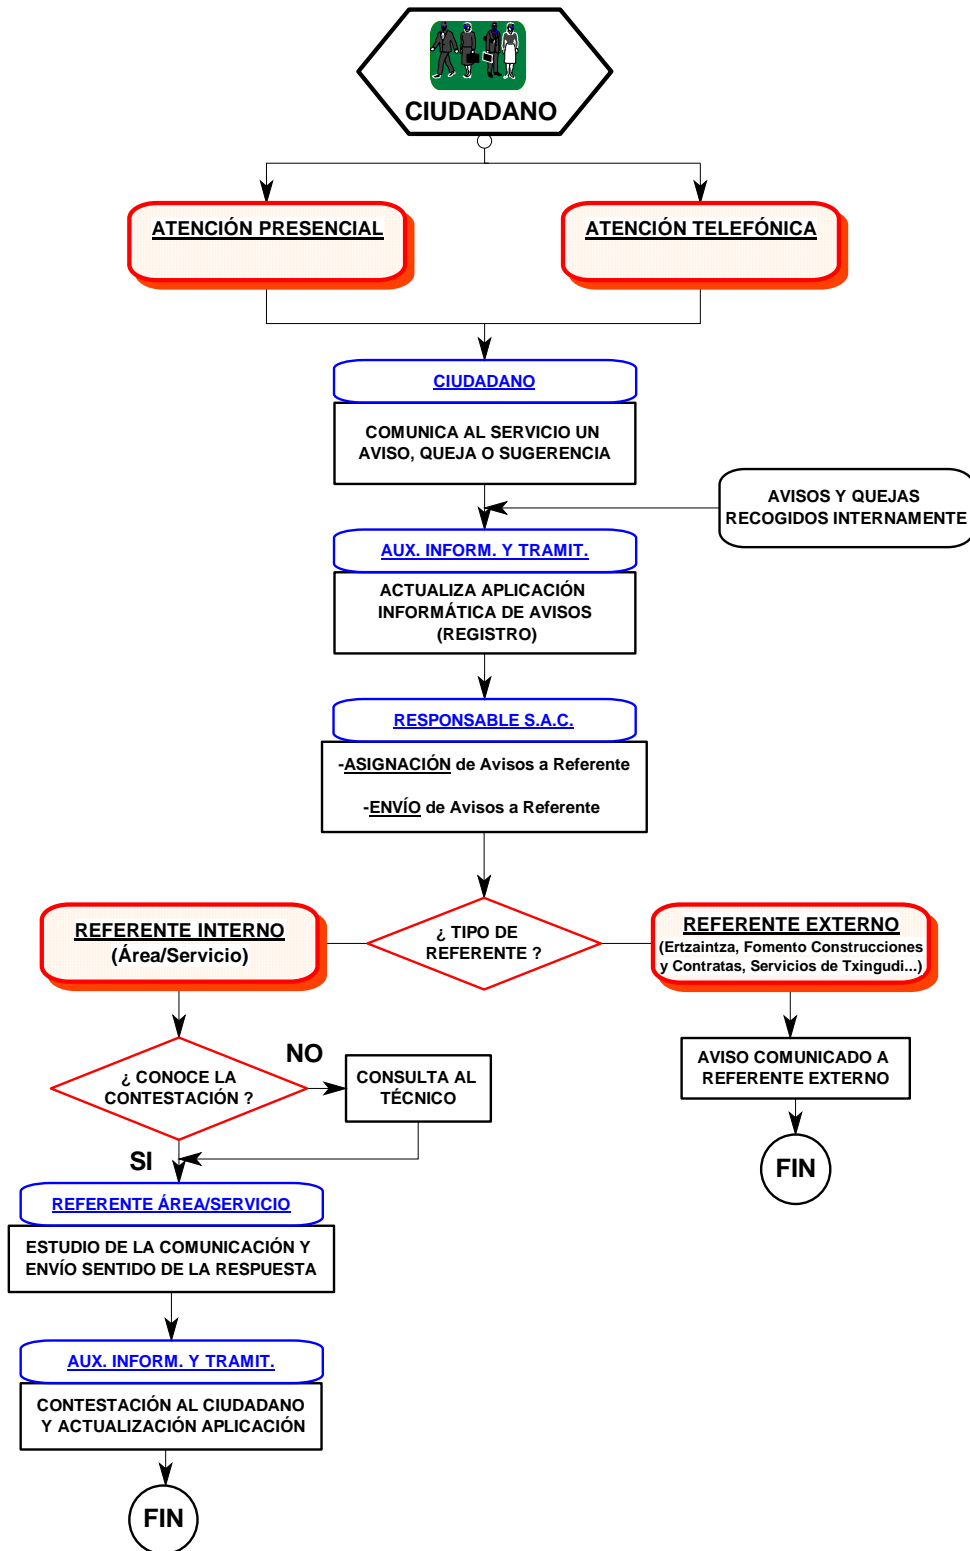 CIUDADANO
ATENCIÓN PRESENCIAL
ATENCIÓN TELEFÓNICA
CIUDADANO
COMUNICA AL SERVICIO UN
AVISO, QUEJA O SUGERENCIA
AVISOS Y QUEJAS
RECOGIDOS INTERNAMENTE
AUX. INFORM. Y TRAMIT.
ACTUALIZA APLICACIÓN
INFORMÁTICA DE AVISOS
(REGISTRO)
RESPONSABLE S.A.C.
-ASIGNACIÓN de Avisos a Referente
-ENVÍO de Avisos a Referente
¿ TIPO DE
REFERENTE ?
REFERENTE INTERNO
(Área/Servicio)
REFERENTE EXTERNO
(Ertzaintza, Fomento Construcciones
y Contratas, Servicios de Txingudi...)
¿ CONOCE LA
CONTESTACIÓN ?
NO
CONSULTA AL
TÉCNICO
AVISO COMUNICADO A
REFERENTE EXTERNO
FIN
SI
REFERENTE ÁREA/SERVICIO
ESTUDIO DE LA COMUNICACIÓN Y
ENVÍO SENTIDO DE LA RESPUESTA
AUX. INFORM. Y TRAMIT.
CONTESTACIÓN AL CIUDADANO
Y ACTUALIZACIÓN APLICACIÓN
FIN